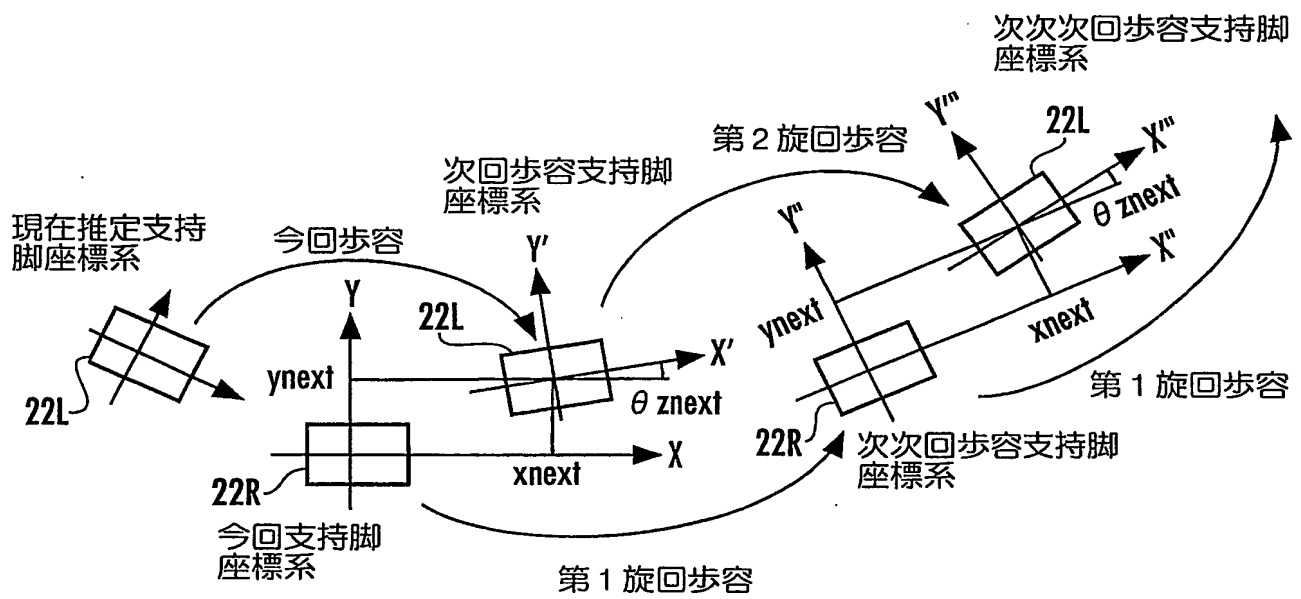 次次次回歩容支持脚
座標系
Y'''
22L
X'''
θ znext
第2旋回歩容
次回歩容支持脚
座標系
Y''
X''
現在推定支持
脚座標系
今回歩容
Y'
Y
22L
X'
ynext
xnext
22L
ynext
θ znext
第1旋回歩容
22R
次次回歩容支持脚
座標系
X
xnext
22R
今回支持脚
座標系
第1旋回歩容